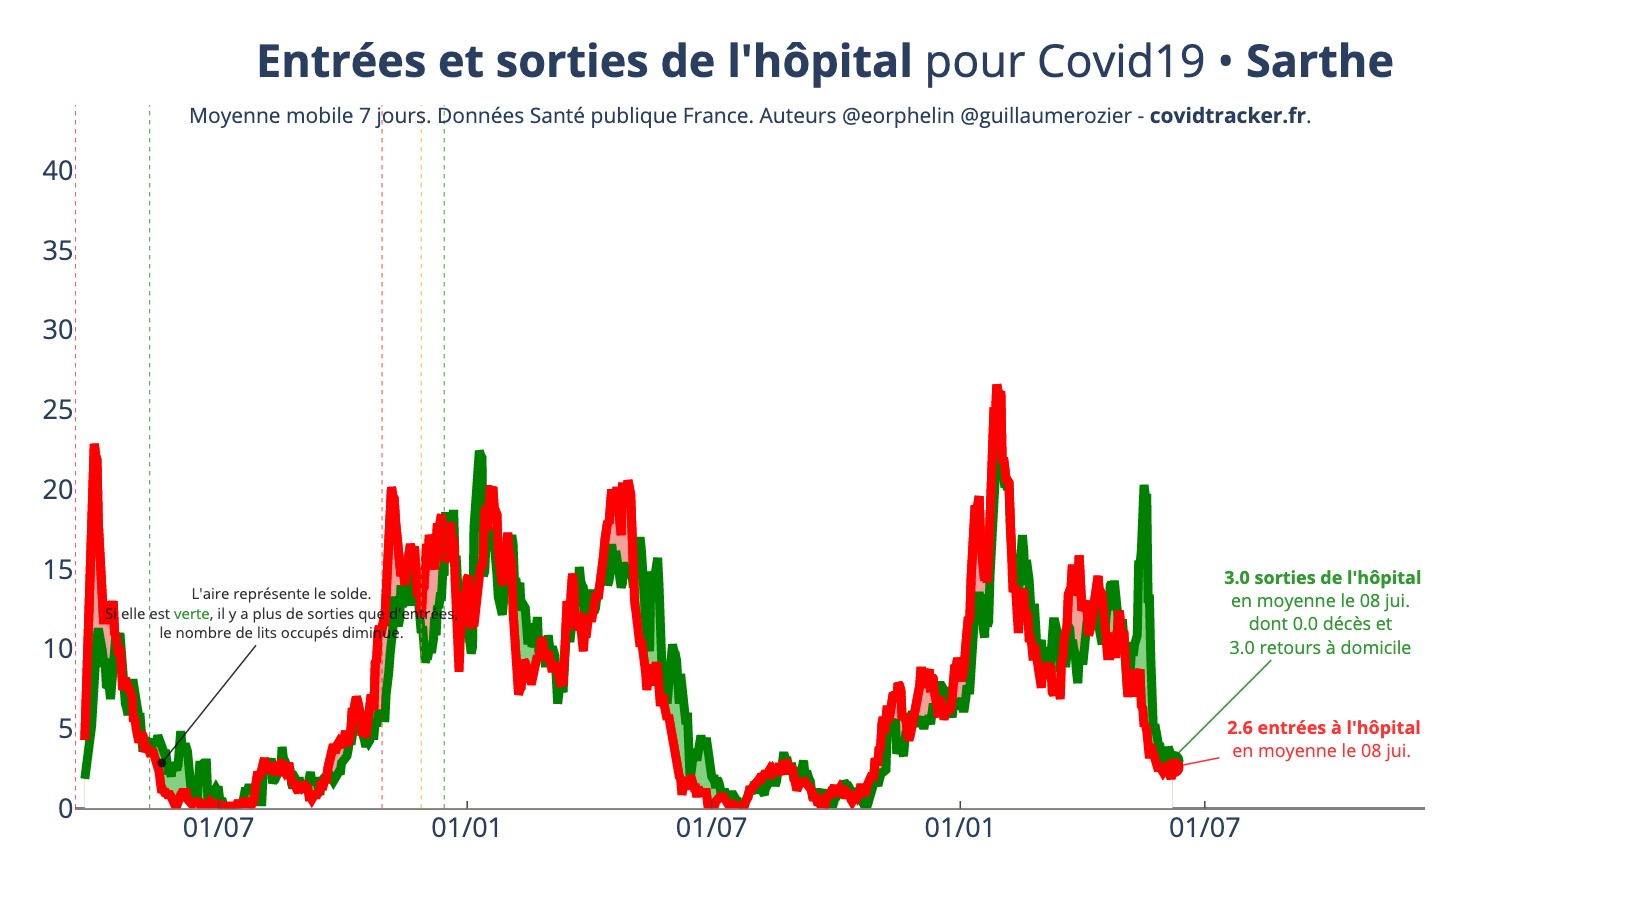 Entrées et sorties de l'hôpital pour Covid19 • Sarthe
Moyenne mobile 7 jours. Données Santé publique France. Auteurs @eorphelin @guillaumerozier - covidtracker.fr.
40
35
30
25
20
15
10
5
0
L'aire représente le solde.
Si elle est verte, il y a plus de sorties que d'entrées,
le nombre de lits occupés diminue.
3.0 sorties de l'hôpital
en moyenne le 08 jui.
dont 0.0 décès et
3.0 retours à domicile
2.6 entrées à l'hôpital
en moyenne le 08 jui.
01/07 01/01 01/07 01/01 01/07